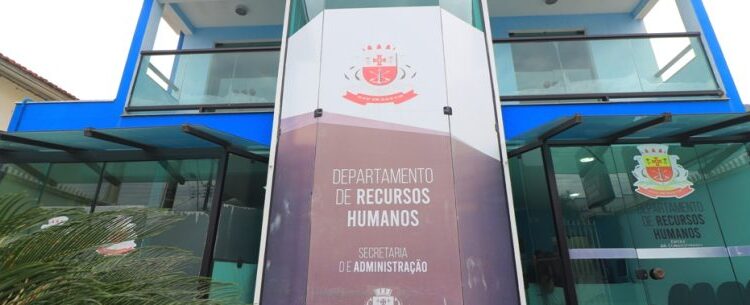 DEPARTAMENTO
DE RECURSOS
HUMANOS
SECRETARIA
DE ADMINISTRAÇÃO
DEPARTAMENTO
DE RECURSOS
HUMANOS